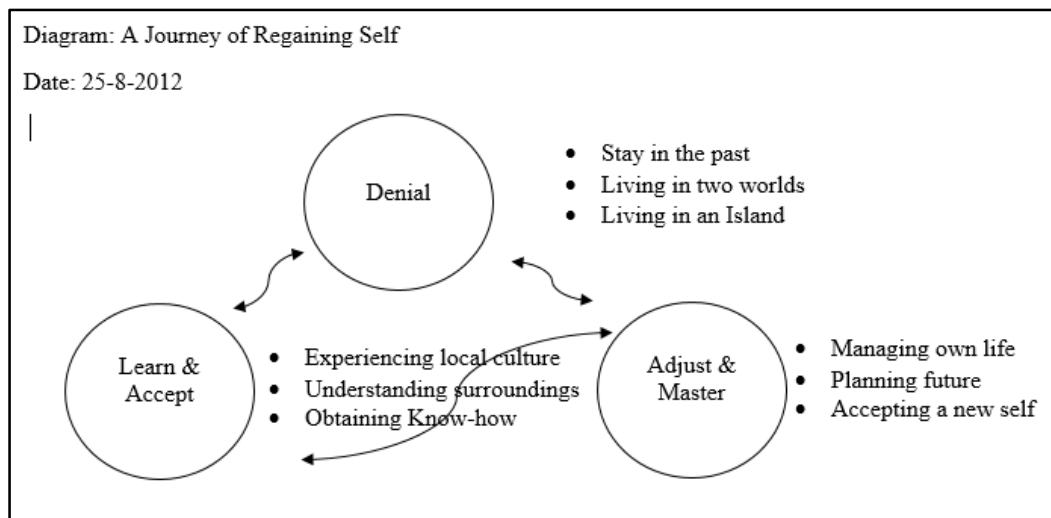 Diagram: A Journey of Regaining Self
Date: 25-8-2012
Denial
• Stay in the past
• Living in two worlds
• Living in an Island
Learn &
Accept
• Experiencing local culture
• Understanding surroundings
• Obtaining Know-how
Adjust &
Master
• Managing own life
• Planning future
• Accepting a new self